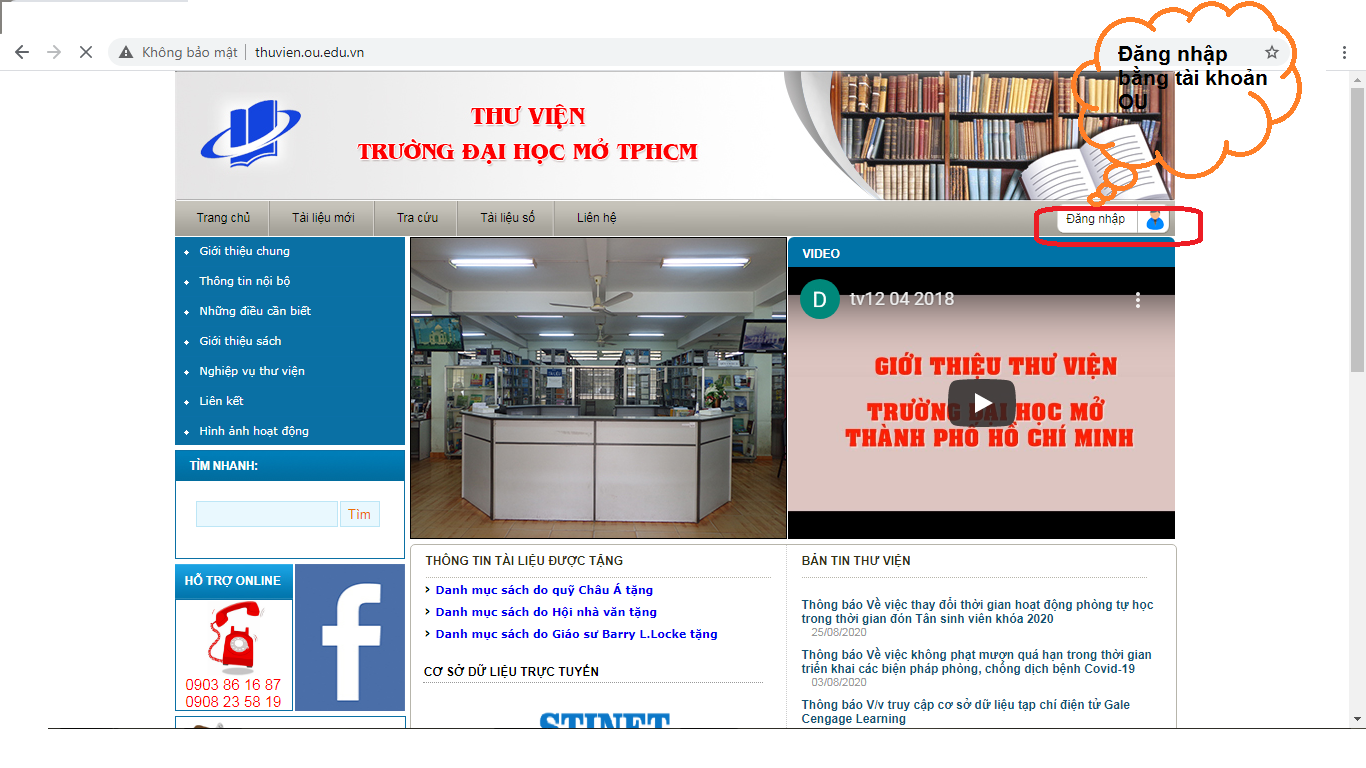 Không bảo mật
thuvien.ou.edu.vn
Đăng nhập
bằng tài khoản
OU
THƯ VIỆN
TRƯỜNG ĐẠI HỌC MỞ TPHCM
Trang chủ
Tài liệu mới
Tra cứu
Tài liệu số
Liên hệ
Đăng nhập
Giới thiệu chung
Thông tin nội bộ
Những điều cần biết
Giới thiệu sách
Nghiệp vụ thư viện
Liên kết
Hình ảnh hoạt động
TÌM NHANH:
Tìm
HỖ TRỢ ONLINE
0903 86 16 87
0908 23 58 19
VIDEO
D
tv12 04 2018
GIỚI THIỆU THƯ VIỆN
TRƯỜNG ĐẠI HỌC MỞ
THÀNH PHỐ HỒ CHÍ MINH
THÔNG TIN TÀI LIỆU ĐƯỢC TẶNG
Danh mục sách do quỹ Châu Á tặng
Danh mục sách do Hội nhà văn tặng
Danh mục sách do Giáo sư Barry L.Locke tặng
CƠ SỞ DỮ LIỆU TRỰC TUYẾN
STINET
BẢN TIN THƯ VIỆN
Thông báo Về việc thay đổi thời gian hoạt động phòng tự học
trong thời gian đón Tân sinh viên khóa 2020
25/08/2020
Thông báo Về việc không phạt mượn quá hạn trong thời gian
triển khai các biện pháp phòng, chống dịch bệnh Covid-19
03/08/2020
Thông báo V/v truy cập cơ sở dữ liệu tạp chí điện tử Gale
Cengage Learning